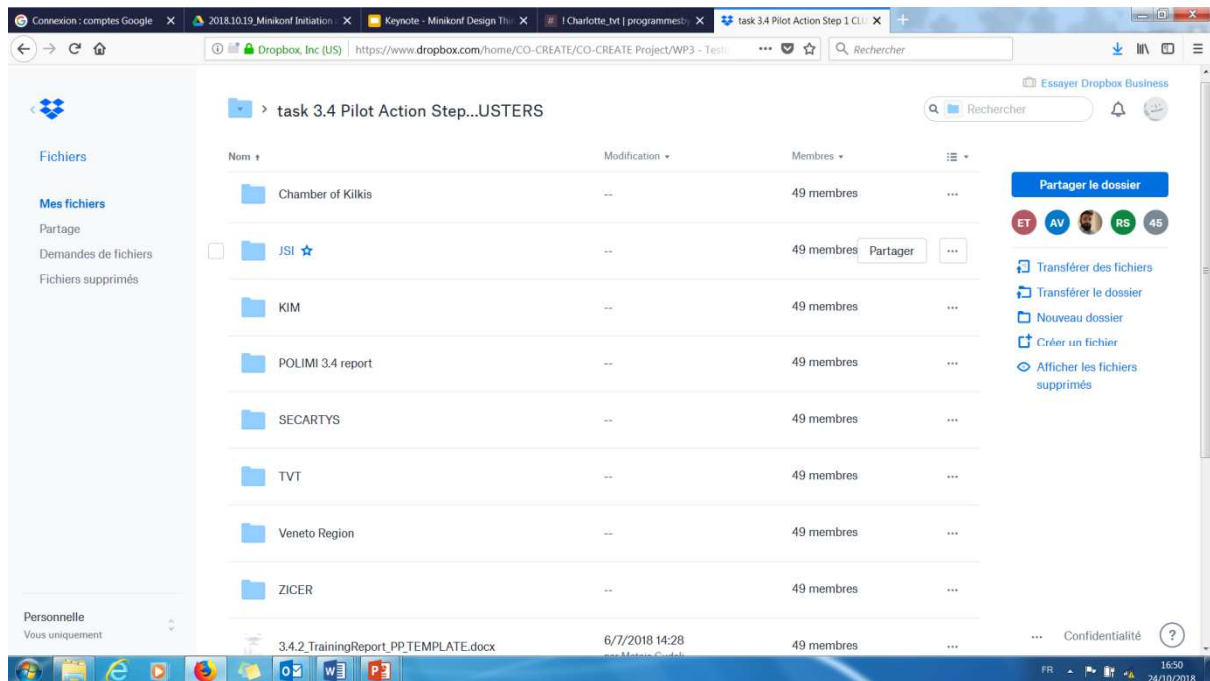 Connexion : comptes Google
2018.10.19_Minikonf Initiation
Keynote - Minikonf Design Thin
! Charlotte_tvt | programmesby
task 3.4 Pilot Action Step 1 CLU
Dropbox, Inc (US) https://www.dropbox.com/home/CO-CREATE/CO-CREATE Project/WP3 - Testi
Rechercher
Essayer Dropbox Business
task 3.4 Pilot Action Step...USTERS
Rechercher
Fichiers
Mes fichiers
Partage
Demandes de fichiers
Fichiers supprimés
Personnelle
Vous uniquement
Nom Modification Membres
Chamber of Kilkis -- 49 membres ...
JSI -- 49 membres Partager ...
KIM -- 49 membres ...
POLIMI 3.4 report -- 49 membres ...
SECARTYS -- 49 membres ...
TVT -- 49 membres ...
Veneto Region -- 49 membres ...
ZICER -- 49 membres ...
3.4.2_TrainingReport_PP_TEMPLATE.docx 6/7/2018 14:28 49 membres ...
Partager le dossier
ET AV RS 45
Transférer des fichiers
Transférer le dossier
Nouveau dossier
Créer un fichier
Afficher les fichiers
supprimés
... Confidentialité ?
FR 16:50
24/10/2018